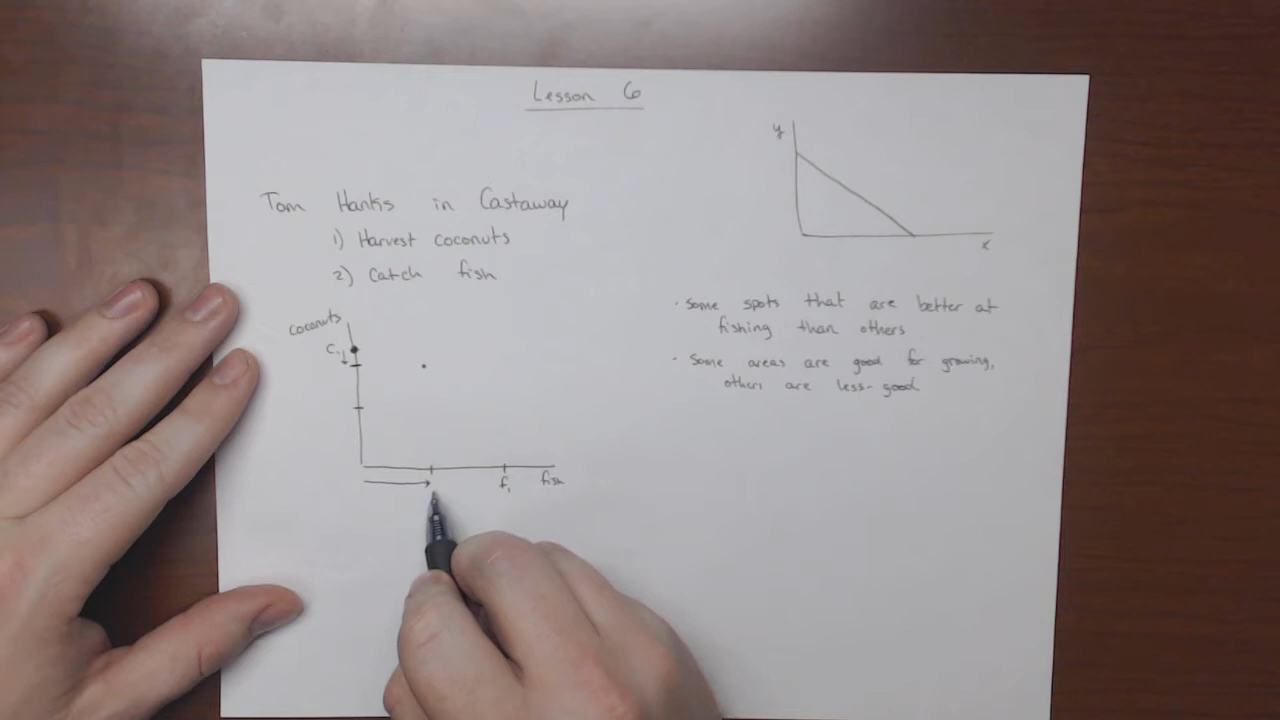 Lesson 6
y
x
Tom Hanks in Castaway
1) Harvest coconuts
2) Catch fish
coconuts
C₁
f₁
fish
· Some spots that are better at
fishing than others
· Some areas are good for growing,
others are less-good